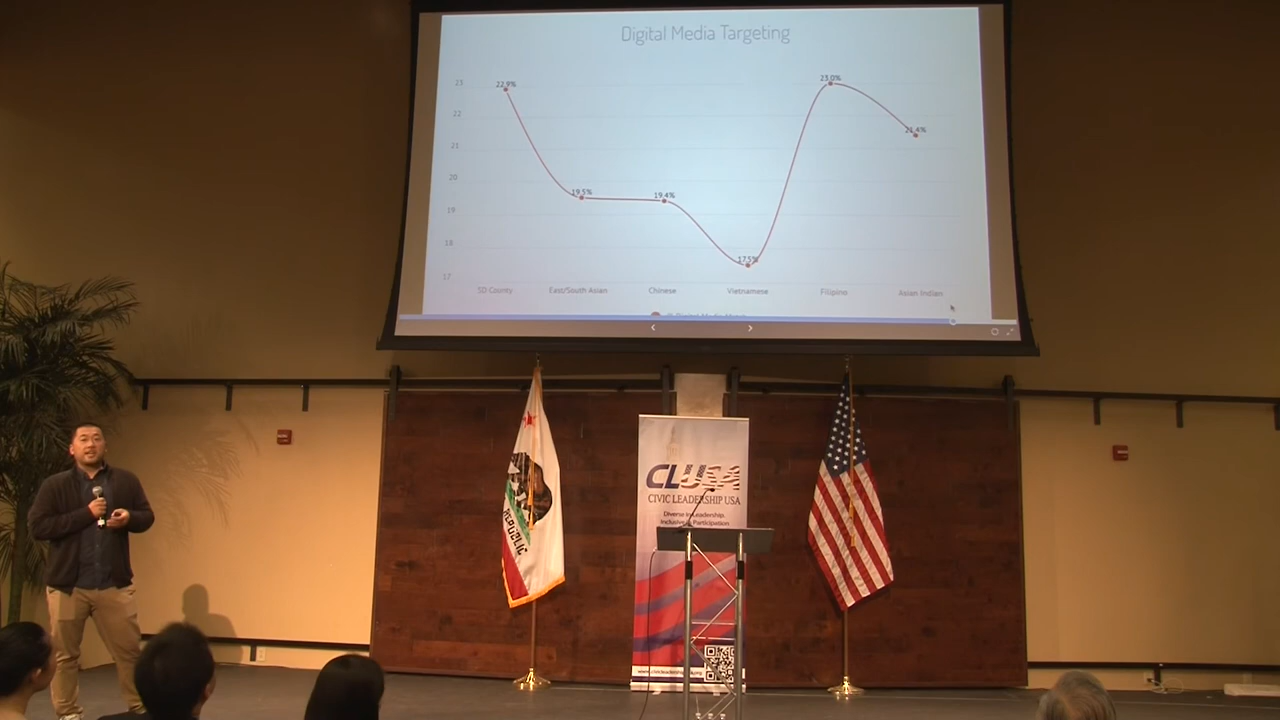 Digital Media Targeting
23
22
21
20
19
18
17
22.9%
19.5%
19.4%
17.5%
23.0%
21.4%
SD County
East/South Asian
Chinese
Vietnamese
Filipino
Asian Indian
CLUSA
CIVIC LEADERSHIP USA
Diverse in Leadership
Inclusive in Participation
REPUBLIC